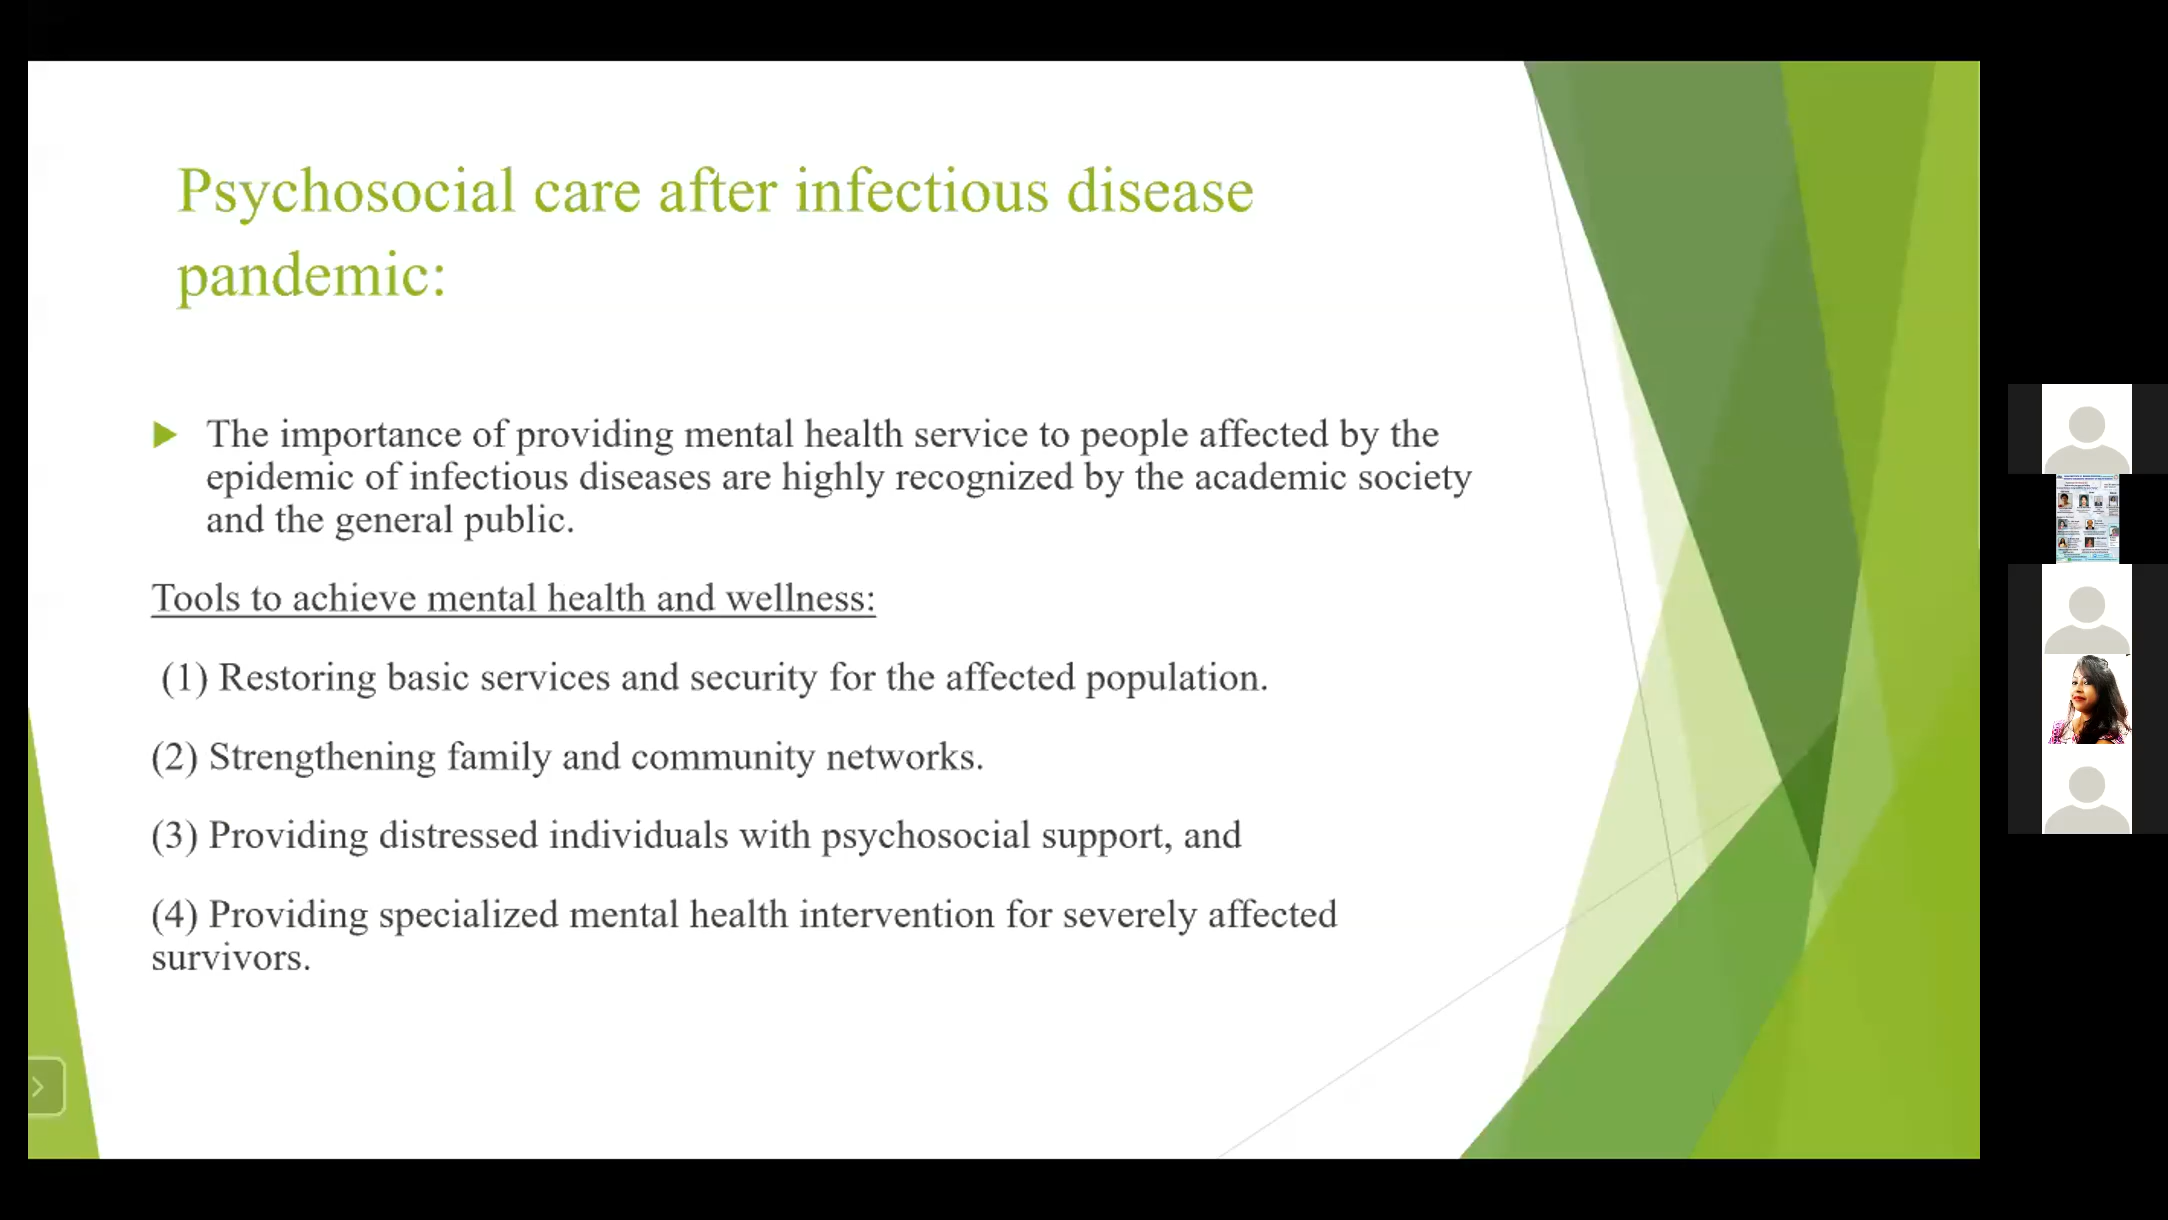 Psychosocial care after infectious disease
pandemic:
The importance of providing mental health service to people affected by the
epidemic of infectious diseases are highly recognized by the academic society
and the general public.
Tools to achieve mental health and wellness:
(1) Restoring basic services and security for the affected population.
(2) Strengthening family and community networks.
(3) Providing distressed individuals with psychosocial support, and
(4) Providing specialized mental health intervention for severely affected
survivors.